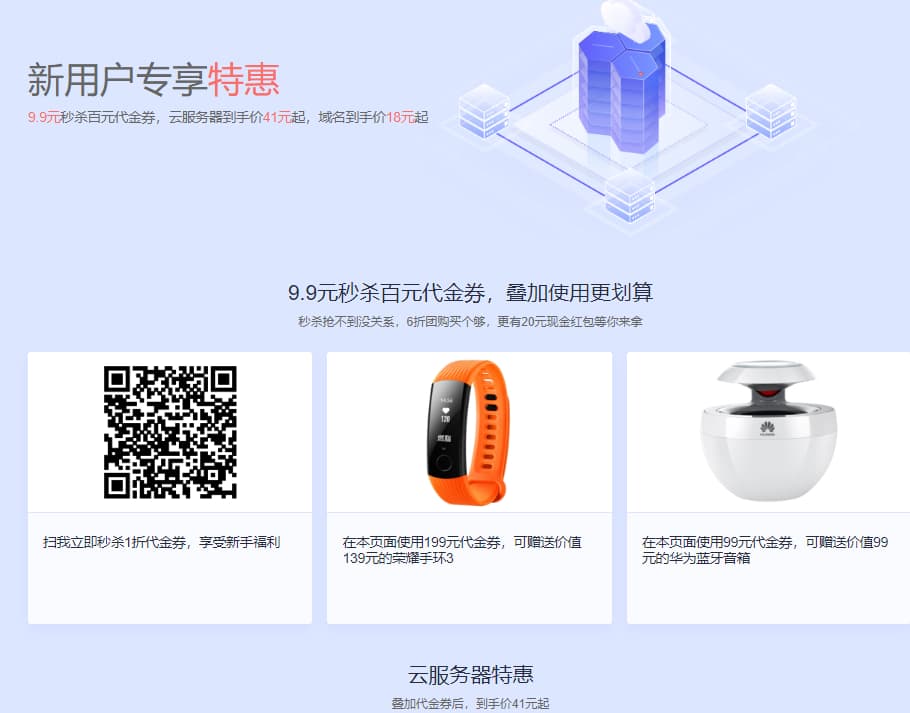 新用户专享特惠
9.9元秒杀百元代金券，云服务器到手价41元起，域名到手价18元起
9.9元秒杀百元代金券，叠加使用更划算
秒杀抢不到没关系，6折团购买个够，更有20元现金红包等你来拿
14:56
120
燃脂
HUAWEI
扫我立即秒杀1折代金券，享受新手福利
在本页面使用199元代金券，可赠送价值
139元的荣耀手环3
在本页面使用99元代金券，可赠送价值99
元的华为蓝牙音箱
云服务器特惠
叠加代金券后，到手价41元起